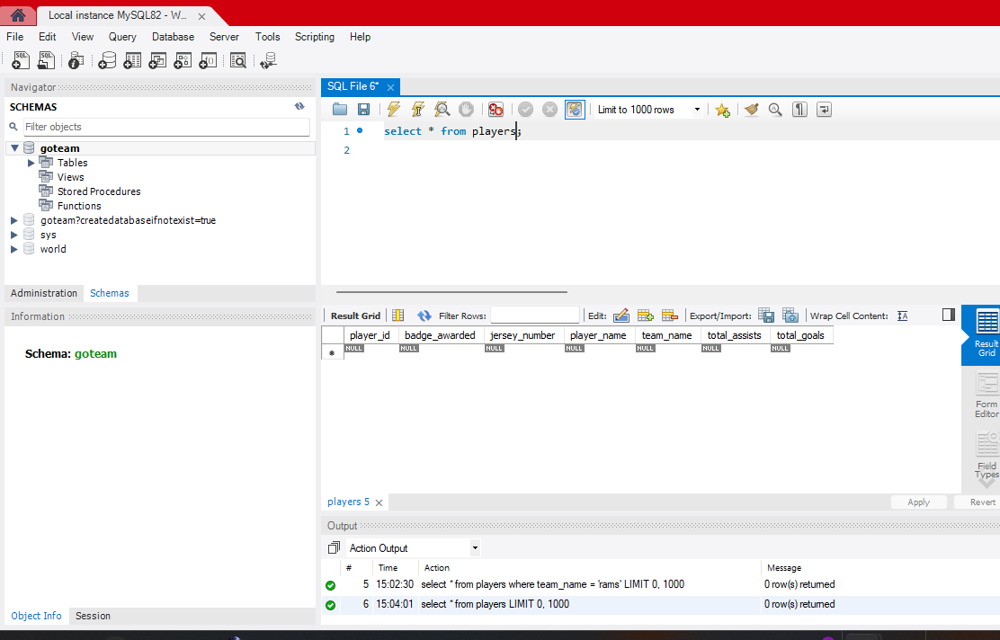 Local instance MySQL82 - W...
File Edit View Query Database Server Tools Scripting Help
Navigator
SCHEMAS
Filter objects
goteam
Tables
Views
Stored Procedures
Functions
goteam?createdatabaseifnotexist=true
sys
world
Administration Schemas
Information
Schema: goteam
Object Info Session
SQL File 6*
Limit to 1000 rows
1 select * from players;
2
Result Grid Filter Rows: Edit: Export/Import: Wrap Cell Content:
player_id badge_awarded jersey_number player_name team_name total_assists total_goals
NULL NULL NULL NULL NULL NULL NULL
Result
Grid
Form
Editor
Field
Types
players 5
Apply Revert
Output
Action Output
# Time Action Message
5 15:02:30 select * from players where team_name = 'rams' LIMIT 0, 1000 0 row(s) returned
6 15:04:01 select * from players LIMIT 0, 1000 0 row(s) returned